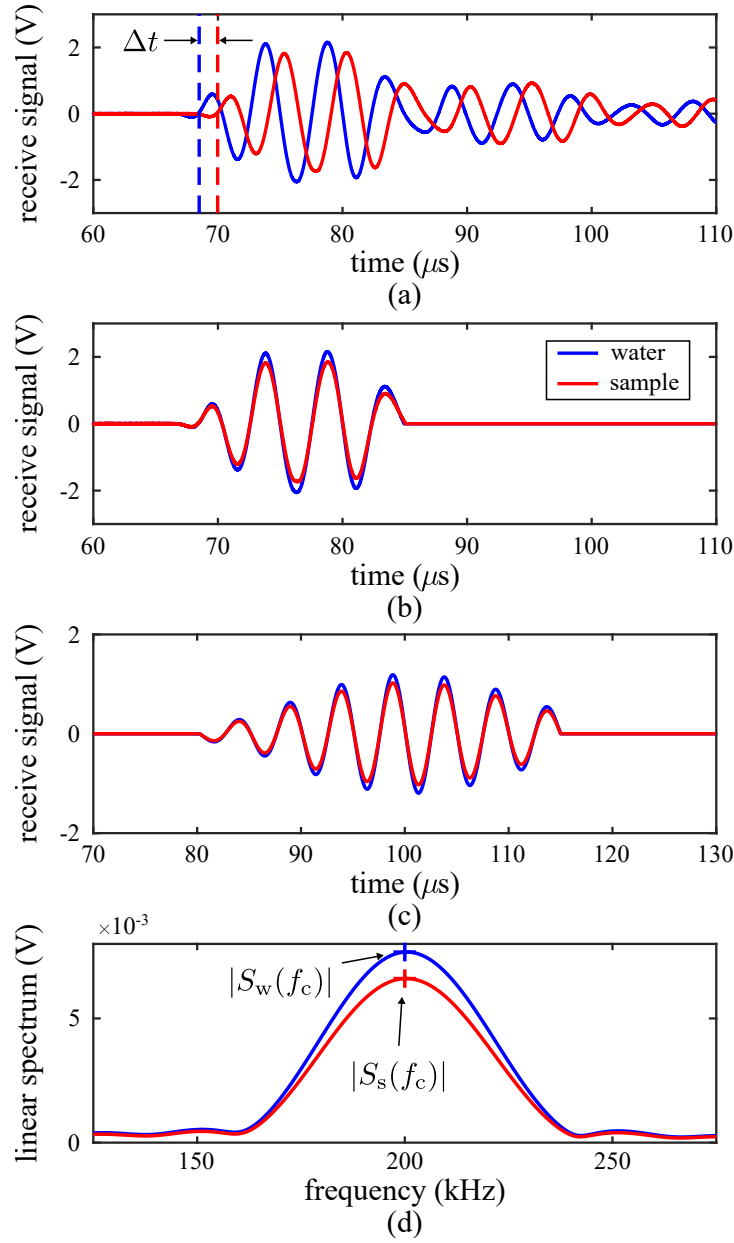 receive signal (V)
2
0
-2
Δt
60 70 80 90 100 110
time (μs)
(a)
receive signal (V)
2
0
-2
water
sample
60 70 80 90 100 110
time (μs)
(b)
receive signal (V)
2
0
-2
70 80 90 100 110 120 130
time (μs)
(c)
×10⁻³
linear spectrum (V)
5
0
|S_w(f_c)|
|S_s(f_c)|
150 200 250
frequency (kHz)
(d)